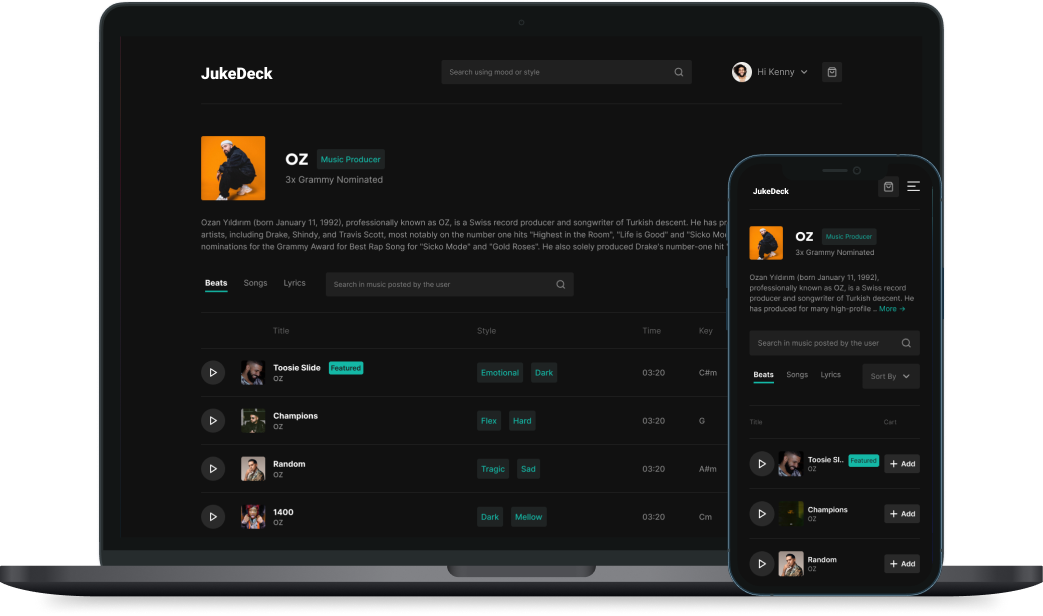 JukeDeck
Search using mood or style
Hi Kenny
OZ
Music Producer
3x Grammy Nominated
Ozan Yıldırım (born January 11, 1992), professionally known as OZ, is a Swiss record producer and songwriter of Turkish descent. He has pr
artists, including Drake, Shindy, and Travis Scott, most notably on the number one hits "Highest in the Room", "Life is Good" and "Sicko Mo
nominations for the Grammy Award for Best Rap Song for "Sicko Mode" and "Gold Roses". He also solely produced Drake's number-one hit
Beats Songs Lyrics
Search in music posted by the user
Title Style Time Key
Toosie Slide Featured Emotional Dark 03:20 C#m
OZ
Champions Flex Hard 03:20 G
OZ
Random Tragic Sad 03:20 A#m
OZ
1400 Dark Mellow 03:20 Cm
OZ
JukeDeck
OZ
Music Producer
3x Grammy Nominated
Ozan Yıldırım (born January 11, 1992),
professionally known as OZ, is a Swiss record
producer and songwriter of Turkish descent. He
has produced for many high-profile .. More →
Search in music posted by the user
Beats Songs Lyrics Sort By
Title Cart
Toosie Sl.. Featured + Add
OZ
Champions + Add
OZ
Random + Add
OZ